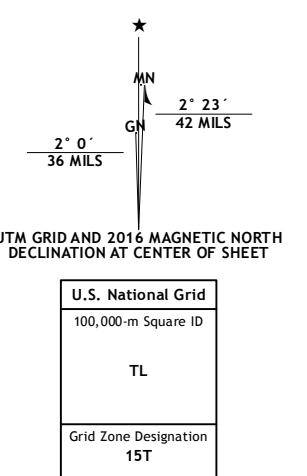 ★
MN
2° 23´
42 MILS
GN
2° 0´
36 MILS
UTM GRID AND 2016 MAGNETIC NORTH
DECLINATION AT CENTER OF SHEET
U.S. National Grid
100,000-m Square ID
TL
Grid Zone Designation
15T